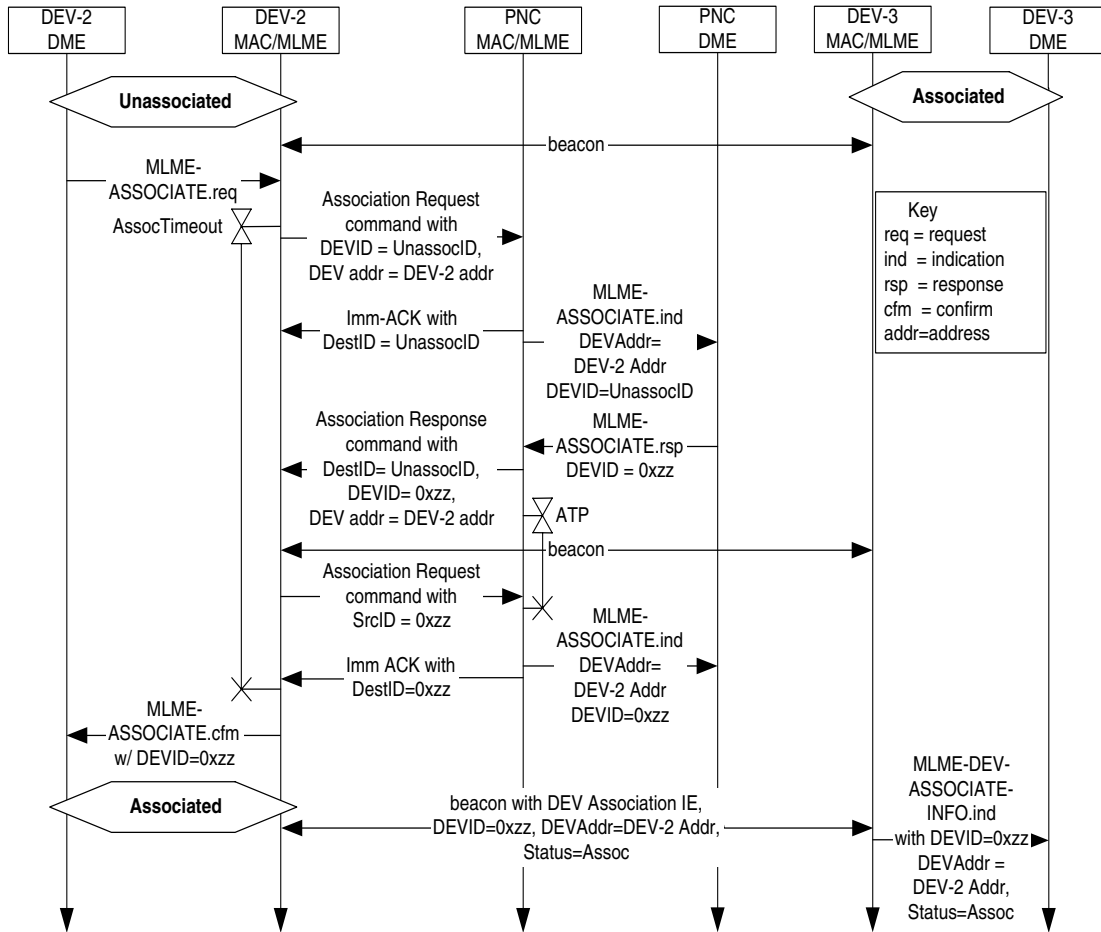 DEV-2
DME
DEV-2
MAC/MLME
PNC
MAC/MLME
PNC
DME
DEV-3
MAC/MLME
DEV-3
DME
Unassociated
Associated
beacon
MLME-
ASSOCIATE.req
AssocTimeout
Association Request
command with
DEVID = UnassocID,
DEV addr = DEV-2 addr
Key
req = request
ind = indication
rsp = response
cfm = confirm
addr=address
Imm-ACK with
DestID = UnassocID
MLME-
ASSOCIATE.ind
DEVAddr=
DEV-2 Addr
DEVID=UnassocID
MLME-
ASSOCIATE.rsp
DEVID = 0xzz
Association Response
command with
DestID= UnassocID,
DEVID= 0xzz,
DEV addr = DEV-2 addr
ATP
beacon
Association Request
command with
SrcID = 0xzz
MLME-
ASSOCIATE.ind
DEVAddr=
DEV-2 Addr
DEVID=0xzz
Imm ACK with
DestID=0xzz
MLME-
ASSOCIATE.cfm
w/ DEVID=0xzz
Associated
beacon with DEV Association IE,
DEVID=0xzz, DEVAddr=DEV-2 Addr,
Status=Assoc
MLME-DEV-
ASSOCIATE-
INFO.ind
with DEVID=0xzz
DEVAddr =
DEV-2 Addr,
Status=Assoc